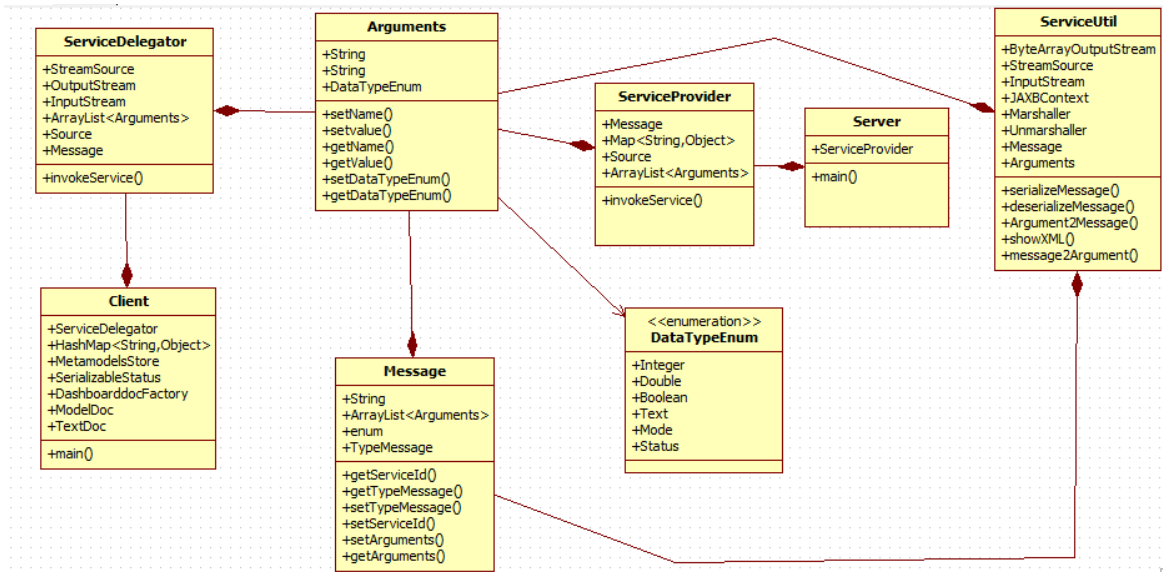 ServiceDelegator
+StreamSource
+OutputStream
+InputStream
+ArrayList<Arguments>
+Source
+Message
+invokeService()
Arguments
+String
+String
+DataTypeEnum
+setName()
+setvalue()
+getName()
+getValue()
+setDataTypeEnum()
+getDataTypeEnum()
ServiceProvider
+Message
+Map<String,Object>
+Source
+ArrayList<Arguments>
+invokeService()
Server
+ServiceProvider
+main()
ServiceUtil
+ByteArrayOutputStream
+StreamSource
+InputStream
+JAXBContext
+Marshaller
+Unmarshaller
+Message
+Arguments
+serializeMessage()
+deserializeMessage()
+Argument2Message()
+showXML()
+message2Argument()
Client
+ServiceDelegator
+HashMap<String,Object>
+MetamodelsStore
+SerializableStatus
+DashboarddocFactory
+ModelDoc
+TextDoc
+main()
Message
+String
+ArrayList<Arguments>
+enum
+TypeMessage
+getServiceId()
+getTypeMessage()
+setTypeMessage()
+setServiceId()
+setArguments()
+getArguments()
<<enumeration>>
DataTypeEnum
+Integer
+Double
+Boolean
+Text
+Mode
+Status